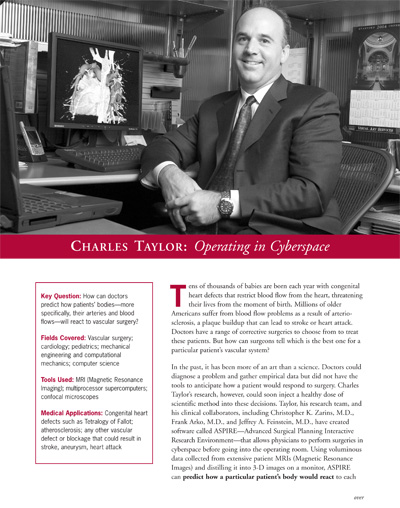 CHARLES TAYLOR: Operating in Cyberspace
Key Question: How can doctors
predict how patients' bodies—more
specifically, their arteries and blood
flows—will react to vascular surgery?
Fields Covered: Vascular surgery;
cardiology; pediatrics; mechanical
engineering and computational
mechanics; computer science
Tools Used: MRI (Magnetic Resonance
Imaging); multiprocessor supercomputers;
confocal microscopes
Medical Applications: Congenital heart
defects such as Tetralogy of Fallot;
atherosclerosis; any other vascular
defect or blockage that could result in
stroke, aneurysm, heart attack
Tens of thousands of babies are born each year with congenital
heart defects that restrict blood flow from the heart, threatening
their lives from the moment of birth. Millions of older
Americans suffer from blood flow problems as a result of arterio-
sclerosis, a plaque buildup that can lead to stroke or heart attack.
Doctors have a range of corrective surgeries to choose from to treat
these patients. But how can surgeons tell which is the best one for a
particular patient's vascular system?
In the past, it has been more of an art than a science. Doctors could
diagnose a problem and gather empirical data but did not have the
tools to anticipate how a patient would respond to surgery. Charles
Taylor's research, however, could soon inject a healthy dose of
scientific method into these decisions. Taylor, his research team, and
his clinical collaborators, including Christopher K. Zarins, M.D.,
Frank Arko, M.D., and Jeffrey A. Feinstein, M.D., have created
software called ASPIRE—Advanced Surgical Planning Interactive
Research Environment—that allows physicians to perform surgeries in
cyberspace before going into the operating room. Using voluminous
data collected from extensive patient MRIs (Magnetic Resonance
Images) and distilling it into 3-D images on a monitor, ASPIRE
can predict how a particular patient's body would react to each
over